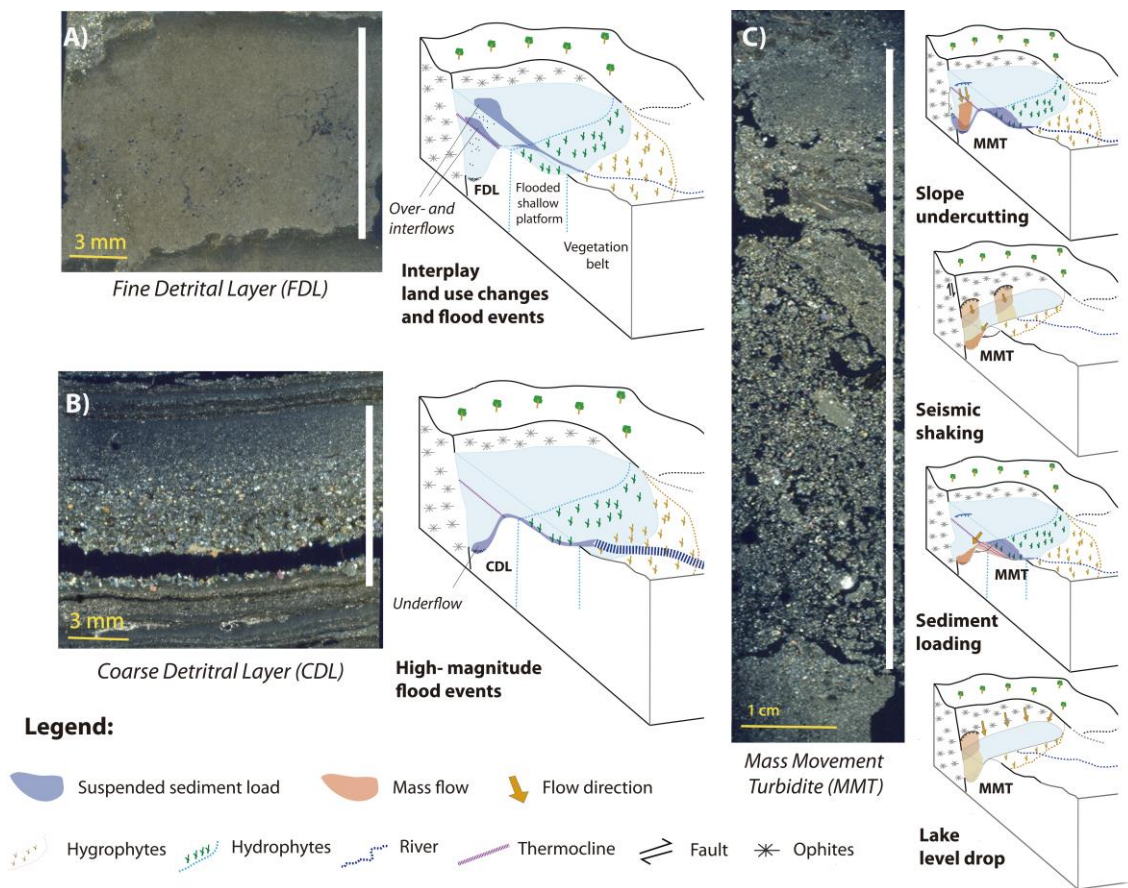 A)
3 mm
Fine Detrital Layer (FDL)
FDL
Over- and
interflows
Flooded
shallow
platform
Vegetation
belt
Interplay
land use changes
and flood events
B)
3 mm
Coarse Detritral Layer (CDL)
CDL
Underflow
High- magnitude
flood events
C)
1 cm
Mass Movement
Turbidite (MMT)
MMT
Slope
undercutting
MMT
Seismic
shaking
MMT
Sediment
loading
MMT
Lake
level drop
Legend:
Suspended sediment load
Mass flow
Flow direction
Hygrophytes
Hydrophytes
River
Thermocline
Fault
Ophites